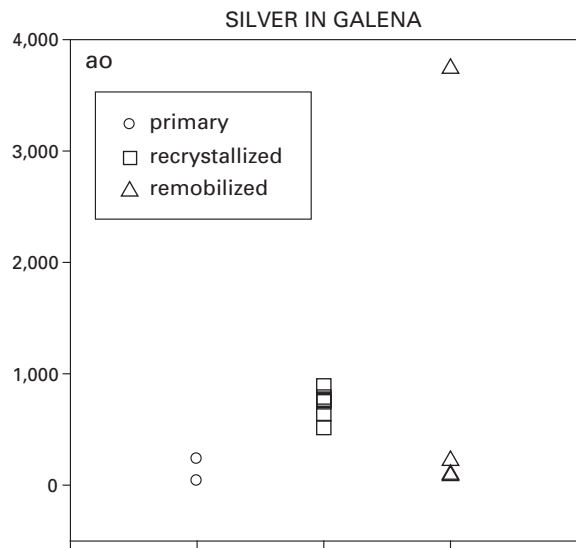 SILVER IN GALENA
4,000
ao
primary
recrystallized
remobilized
3,000
2,000
1,000
0